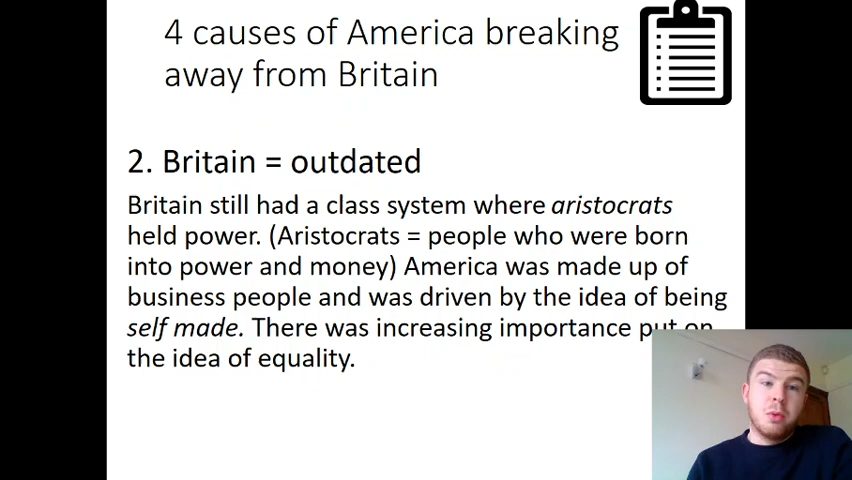 4 causes of America breaking
away from Britain
2. Britain = outdated
Britain still had a class system where aristocrats
held power. (Aristocrats = people who were born
into power and money) America was made up of
business people and was driven by the idea of being
self made. There was increasing importance put on
the idea of equality.